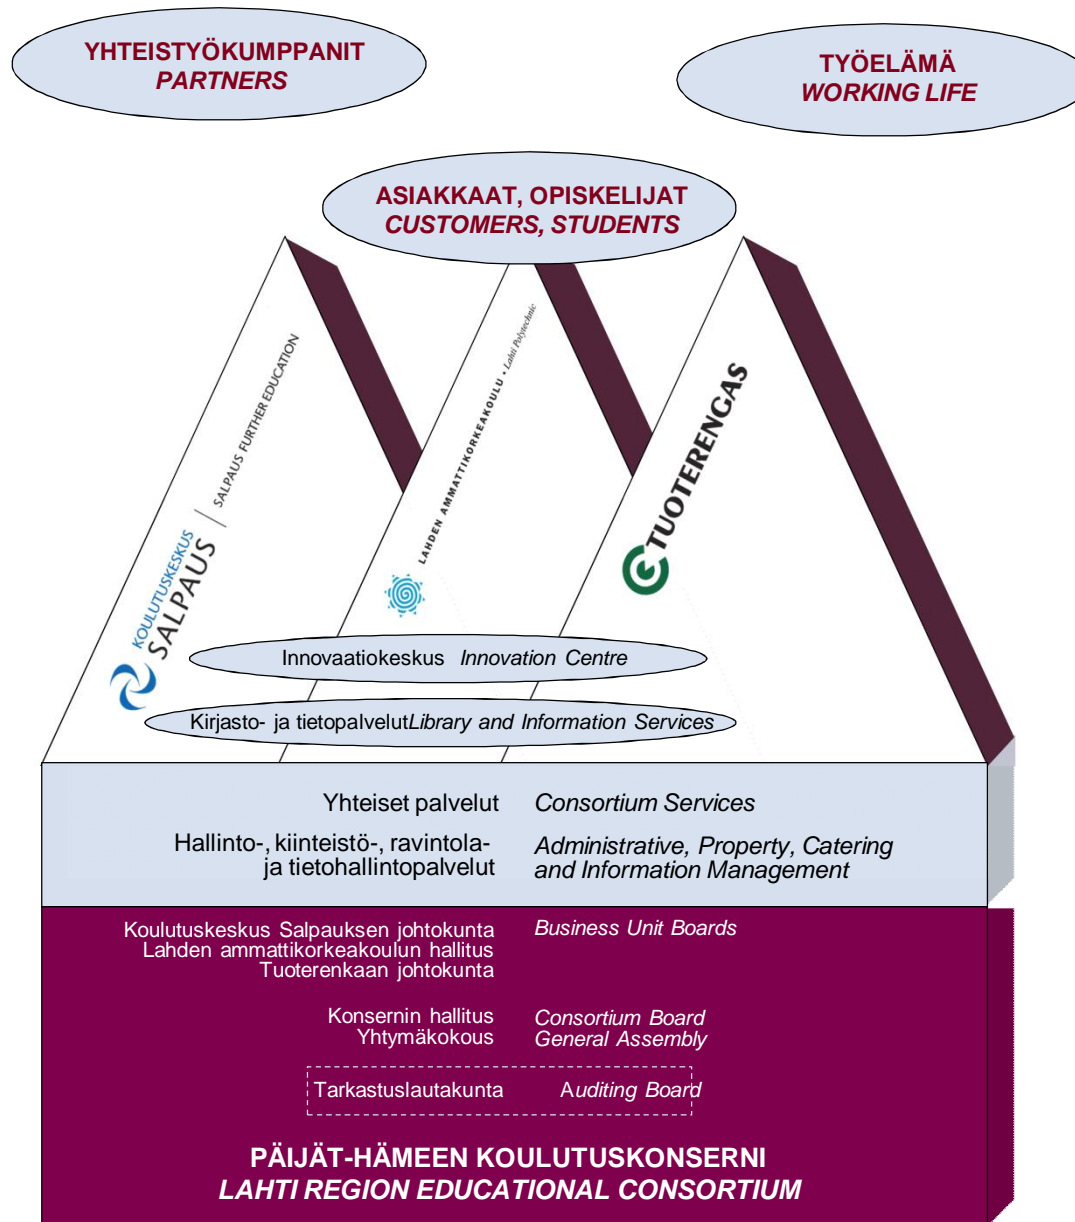 YHTEISTYÖKUMPPANIT
PARTNERS
TYÖELÄMÄ
WORKING LIFE
ASIAKKAAT, OPISKELIJAT
CUSTOMERS, STUDENTS
KOULUTUSKESKUS
SALPAUS
SALPAUS FURTHER EDUCATION
LAHDEN AMMATTIKORKEAKOULU • Lahti Polytechnic
TUOTERENGAS
Innovaatiokeskus Innovation Centre
Kirjasto- ja tietopalvelut Library and Information Services
Yhteiset palvelut Consortium Services
Hallinto-, kiinteistö-, ravintola- Administrative, Property, Catering
ja tietohallintopalvelut and Information Management
Koulutuskeskus Salpauksen johtokunta Business Unit Boards
Lahden ammattikorkeakoulun hallitus
Tuoterenkaan johtokunta
Konsernin hallitus Consortium Board
Yhtymäkokous General Assembly
Tarkastuslautakunta Auditing Board
PÄIJÄT-HÄMEEN KOULUTUSKONSERNI
LAHTI REGION EDUCATIONAL CONSORTIUM